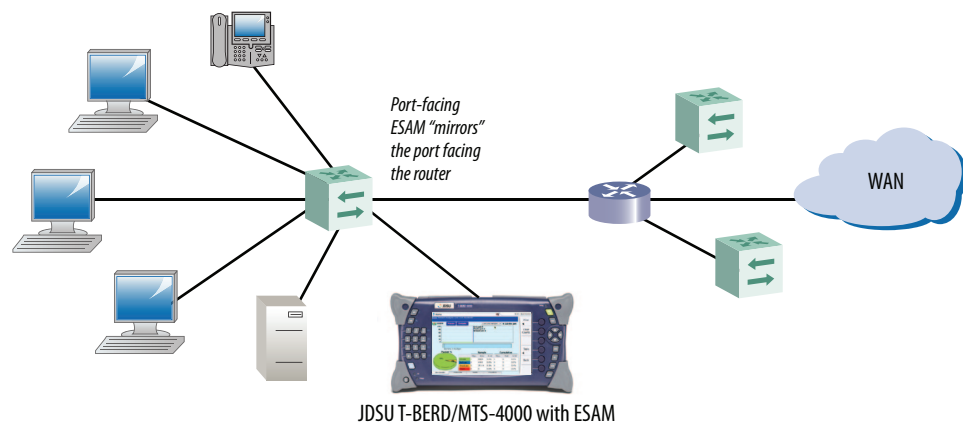 Port-facing
ESAM “mirrors”
the port facing
the router
WAN
JDSU T-BERD/MTS-4000 with ESAM